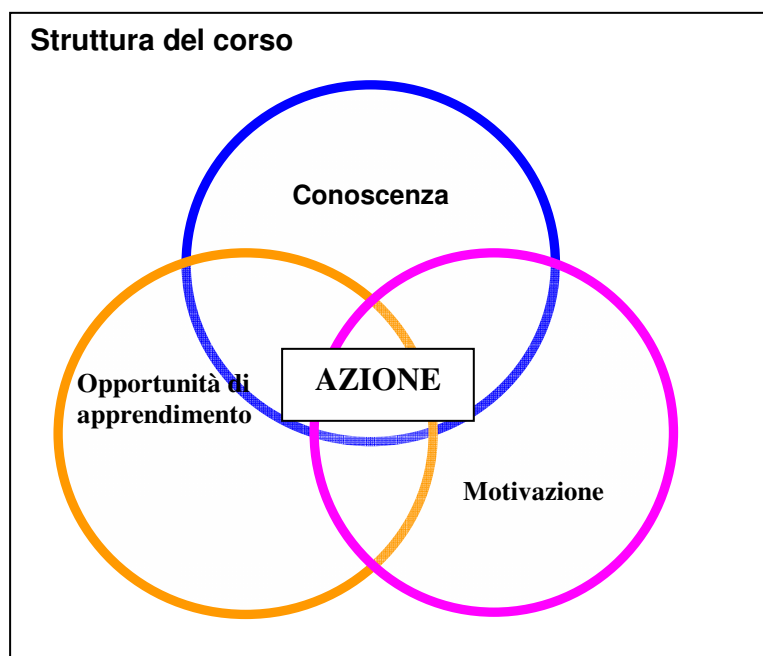 Struttura del corso
Conoscenza
AZIONE
Opportunità di
apprendimento
Motivazione